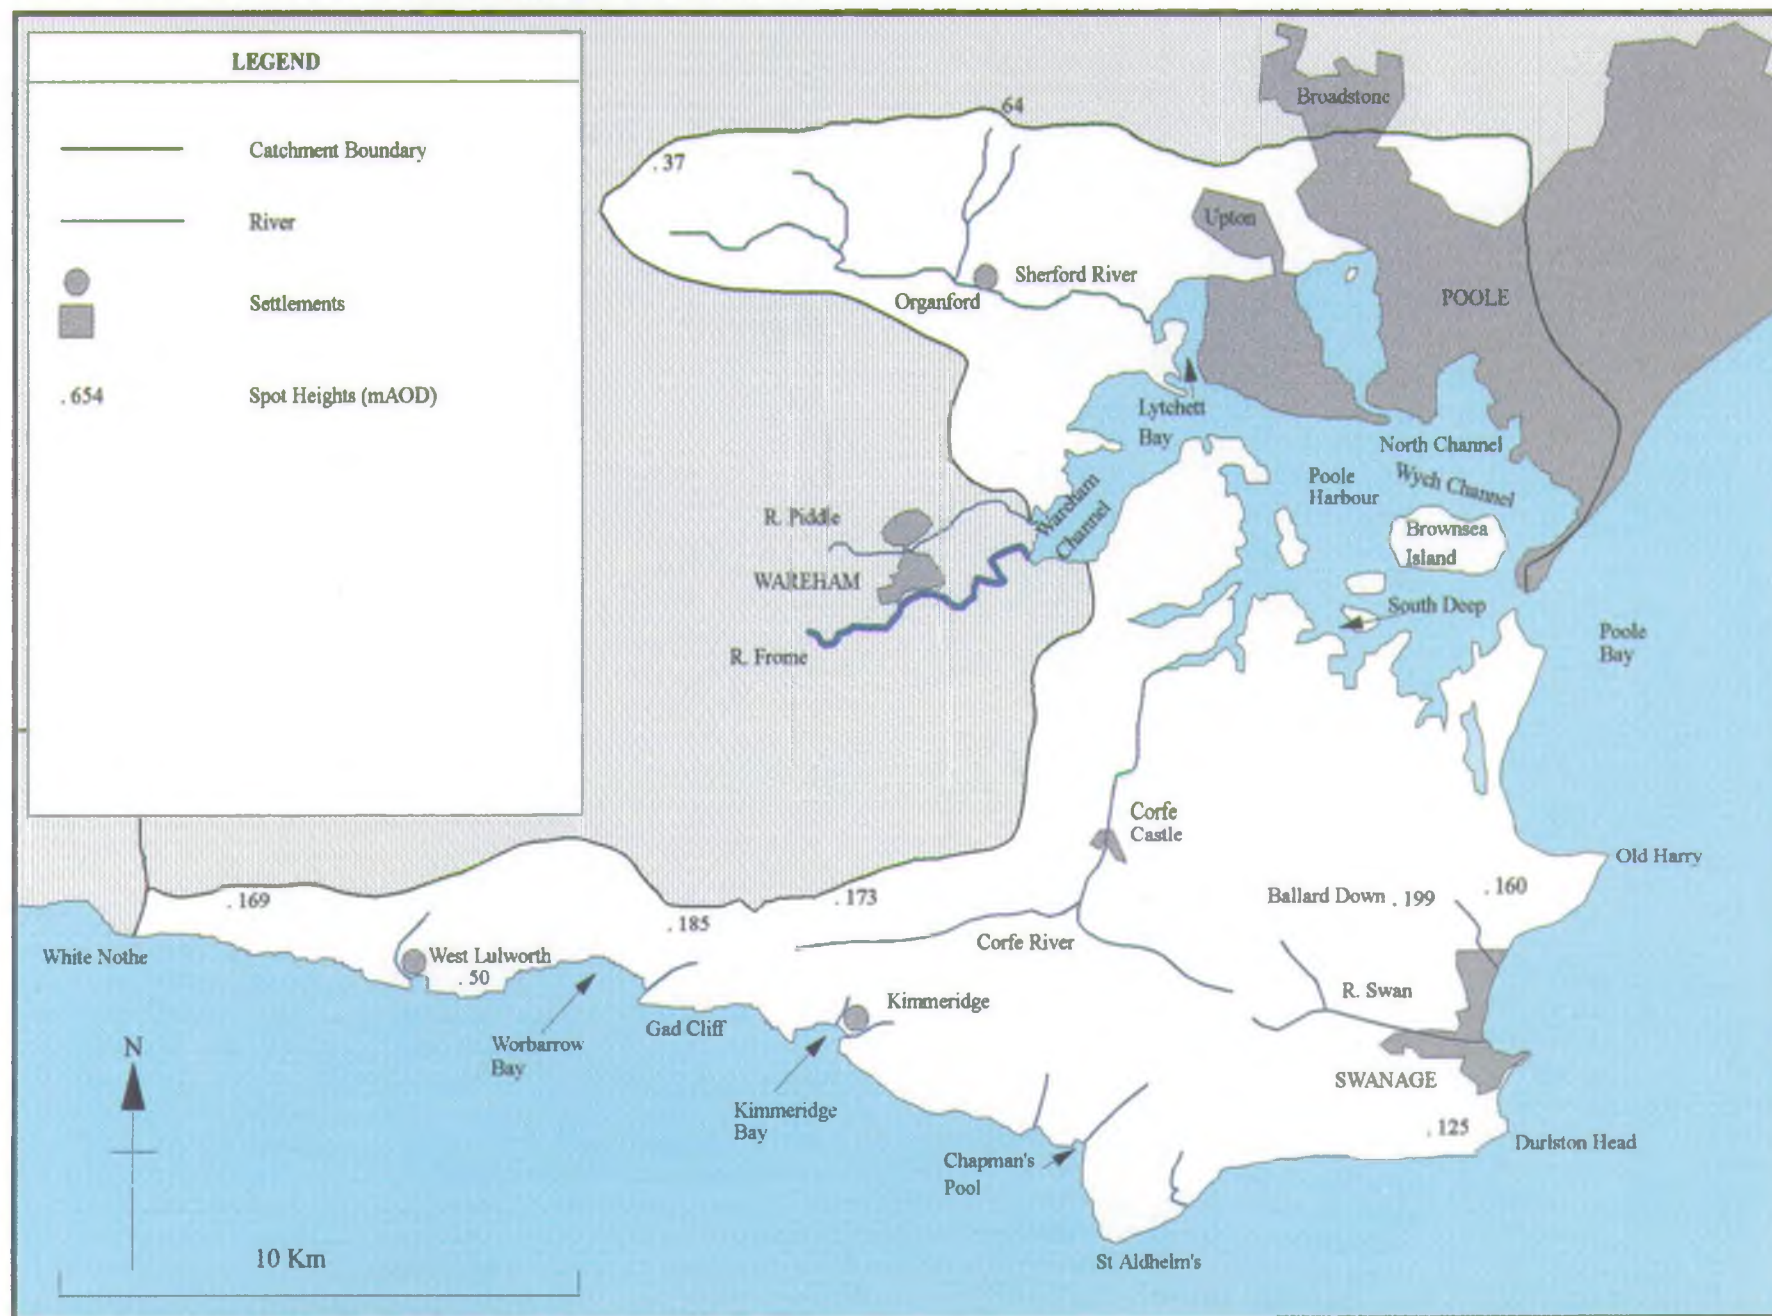 LEGEND
Catchment Boundary
River
Settlements
. 654 Spot Heights (mAOD)
. 64
Broadstone
. 37
Upton
Sherford River
Organford
POOLE
Lytchett
Bay
North Channel
Wych Channel
Poole
Harbour
Wareham
Channel
R. Piddle
Brownsea
Island
WAREHAM
South Deep
R. Frome
Poole
Bay
Corfe
Castle
Old Harry
. 169
. 173
. 185
Ballard Down . 199
. 160
White Nothe
West Lulworth
. 50
Corfe River
R. Swan
Kimmeridge
Gad Cliff
Worbarrow
Bay
N
SWANAGE
Kimmeridge
Bay
. 125
Durlston Head
Chapman's
Pool
10 Km
St Aldhelm's